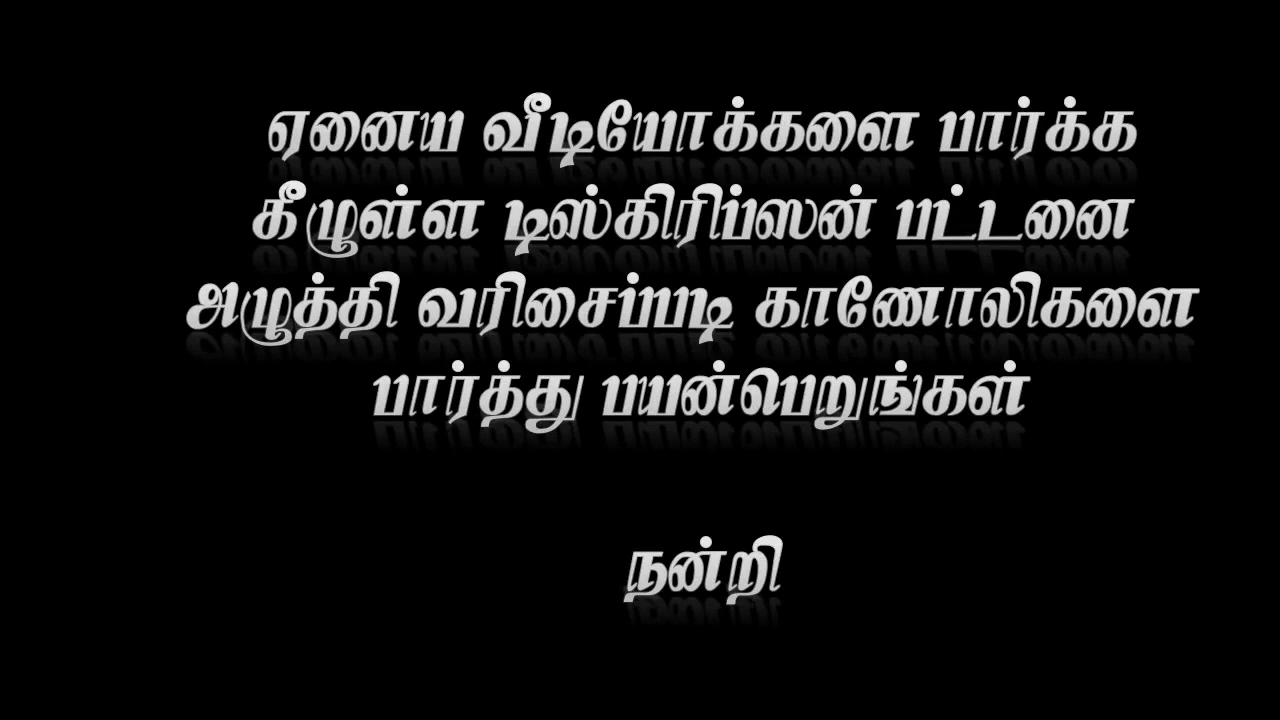 ஏனைய வீடியோக்களை பார்க்க
கீழுள்ள டிஸ்கிரிப்ஸன் பட்டனை
அழுத்தி வரிசைப்படி காணோலிகளை
பார்த்து பயன்பெறுங்கள்
நன்றி